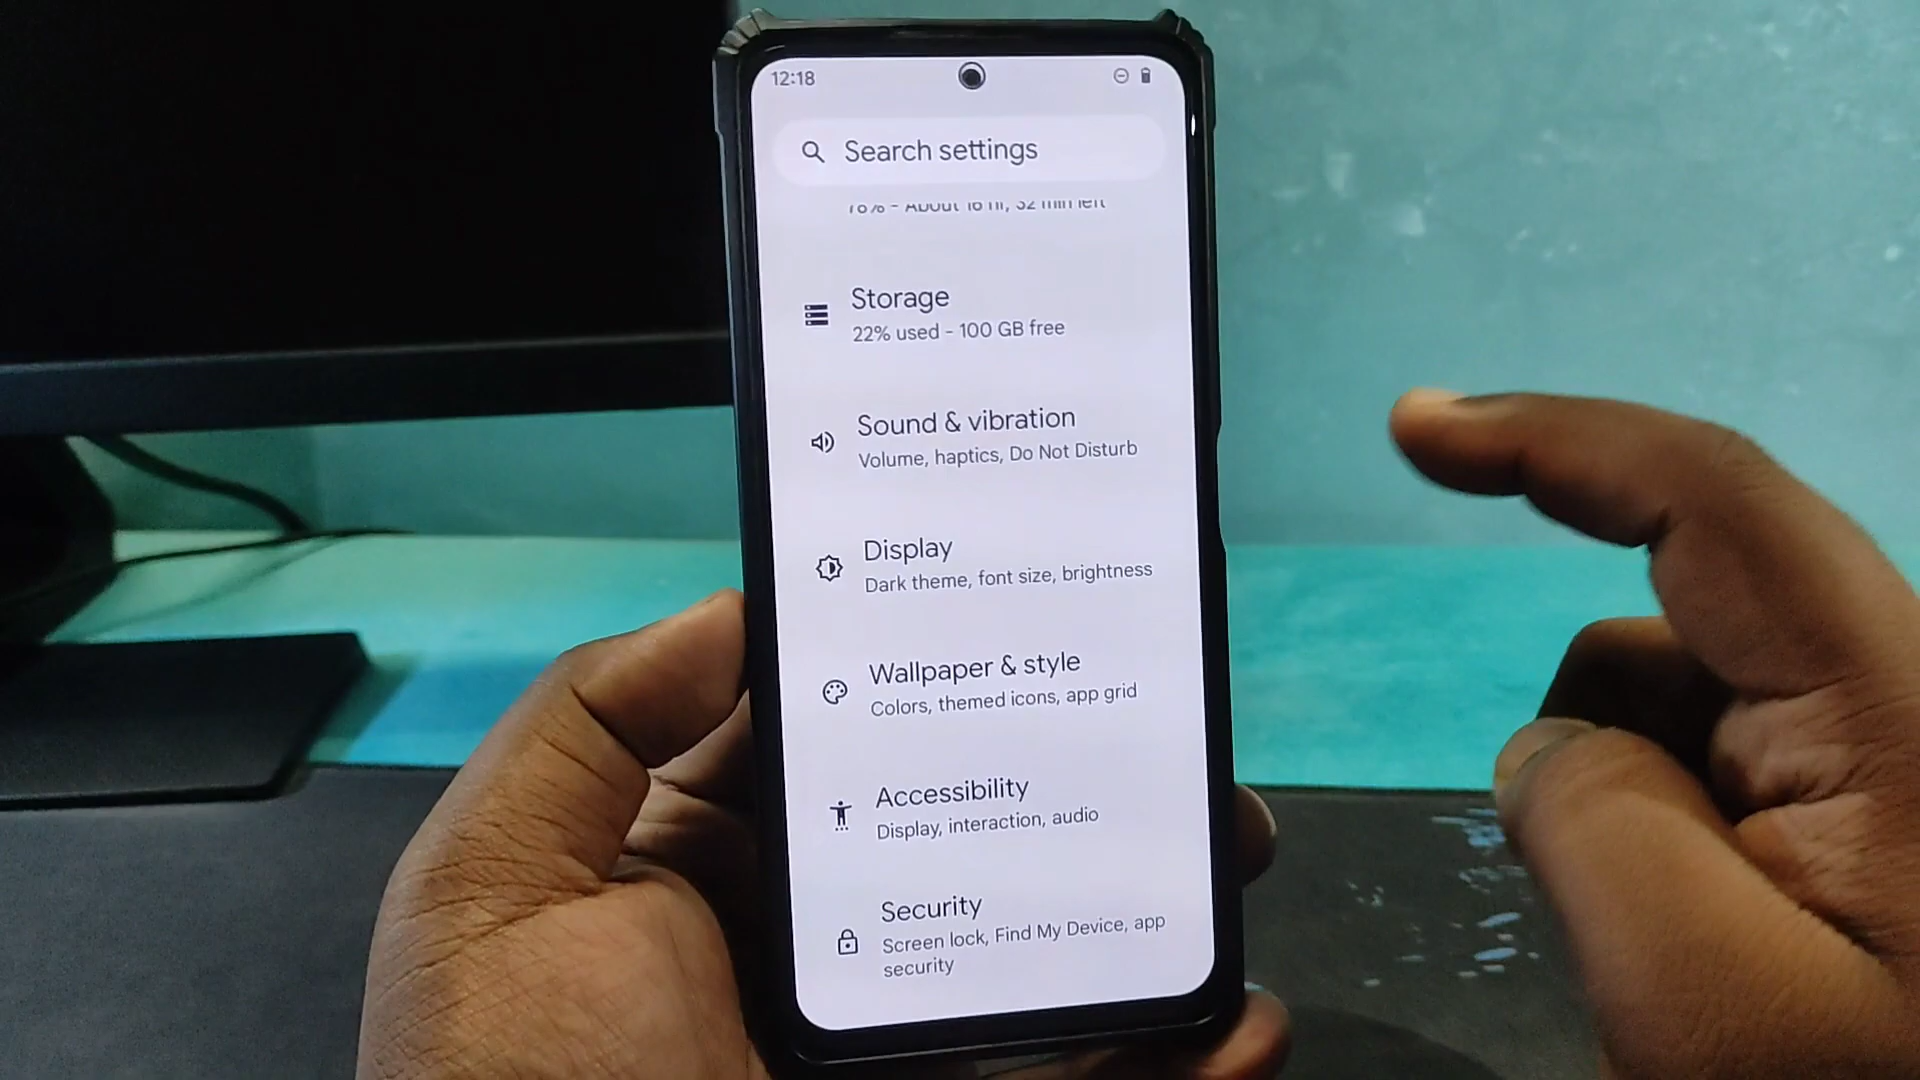 12:18
Search settings
min left
Storage
22% used - 100 GB free
Sound & vibration
Volume, haptics, Do Not Disturb
Display
Dark theme, font size, brightness
Wallpaper & style
Colors, themed icons, app grid
Accessibility
Display, interaction, audio
Security
Screen lock, Find My Device, app
security